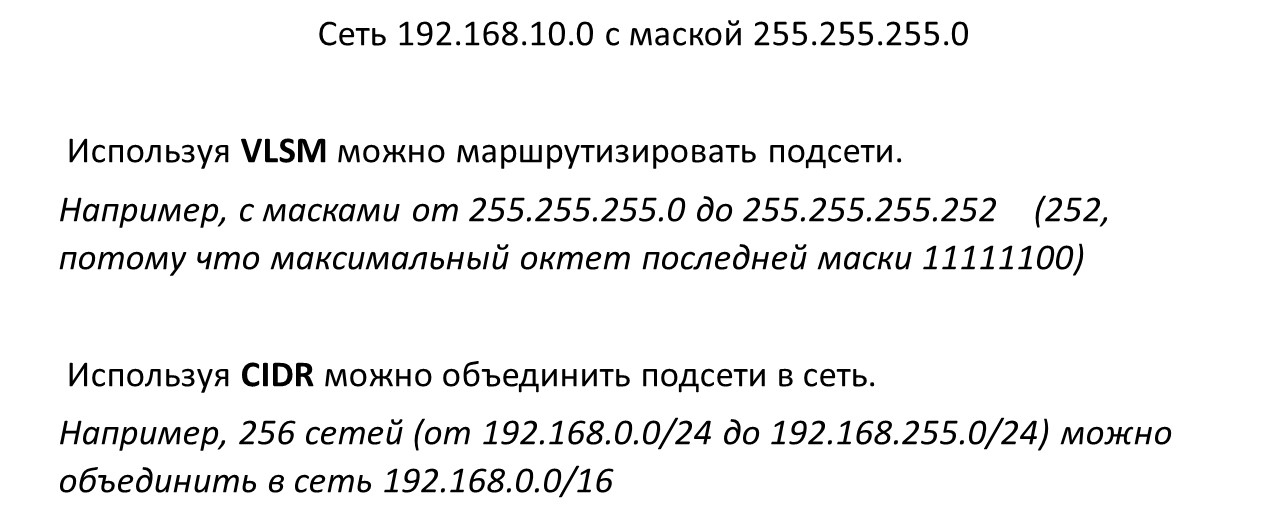 Сеть 192.168.10.0 с маской 255.255.255.0
Используя VLSM можно маршрутизировать подсети.
Например, с масками от 255.255.255.0 до 255.255.255.252 (252,
потому что максимальный октет последней маски 11111100)
Используя CIDR можно объединить подсети в сеть.
Например, 256 сетей (от 192.168.0.0/24 до 192.168.255.0/24) можно
объединить в сеть 192.168.0.0/16